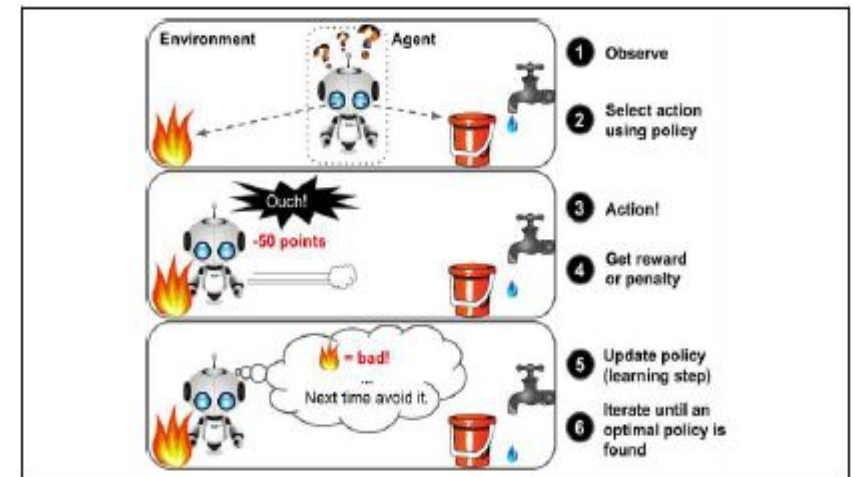 Environment
Agent
? ? ?
1 Observe
2 Select action
using policy
Ouch!
-50 points
3 Action!
4 Get reward
or penalty
= bad!
...
Next time avoid it.
5 Update policy
(learning step)
6 Iterate until an
optimal policy is
found